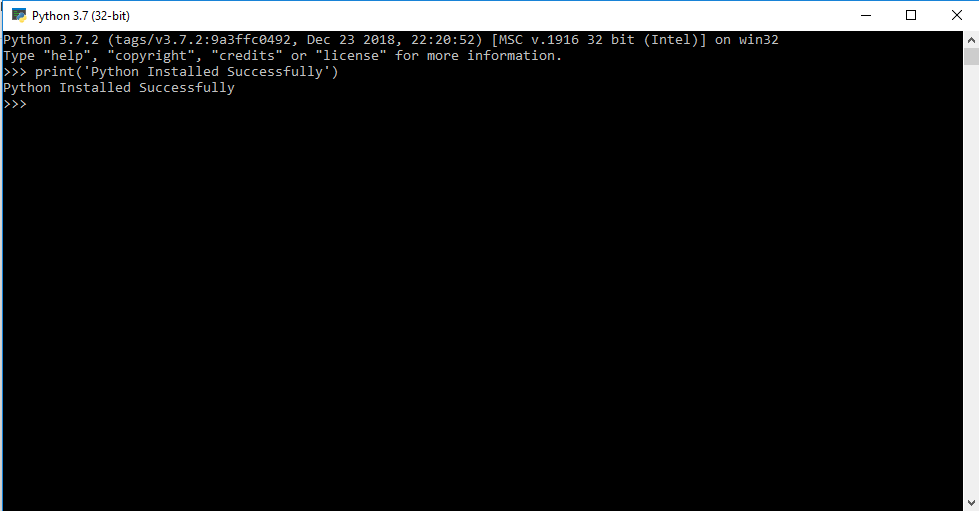 Python 3.7 (32-bit)
Python 3.7.2 (tags/v3.7.2:9a3ffc0492, Dec 23 2018, 22:20:52) [MSC v.1916 32 bit (Intel)] on win32
Type "help", "copyright", "credits" or "license" for more information.
>>> print('Python Installed Successfully')
Python Installed Successfully
>>>